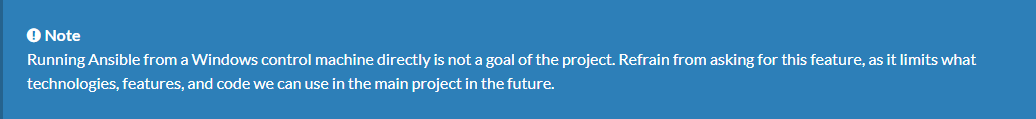 Note
Running Ansible from a Windows control machine directly is not a goal of the project. Refrain from asking for this feature, as it limits what
technologies, features, and code we can use in the main project in the future.